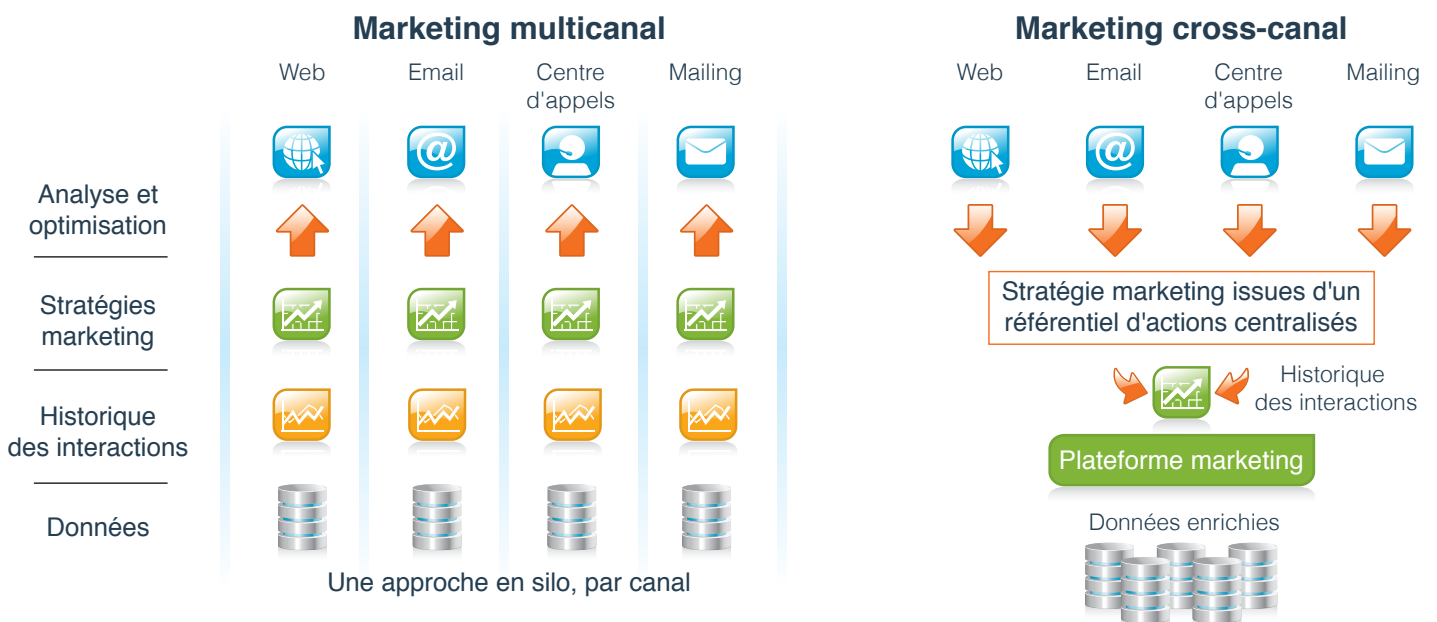 Marketing multicanal
Web
Email
Centre
d'appels
Mailing
Analyse et
optimisation
Stratégies
marketing
Historique
des interactions
Données
Une approche en silo, par canal
Marketing cross-canal
Web
Email
Centre
d'appels
Mailing
Stratégie marketing issues d'un
référentiel d'actions centralisés
Historique
des interactions
Plateforme marketing
Données enrichies